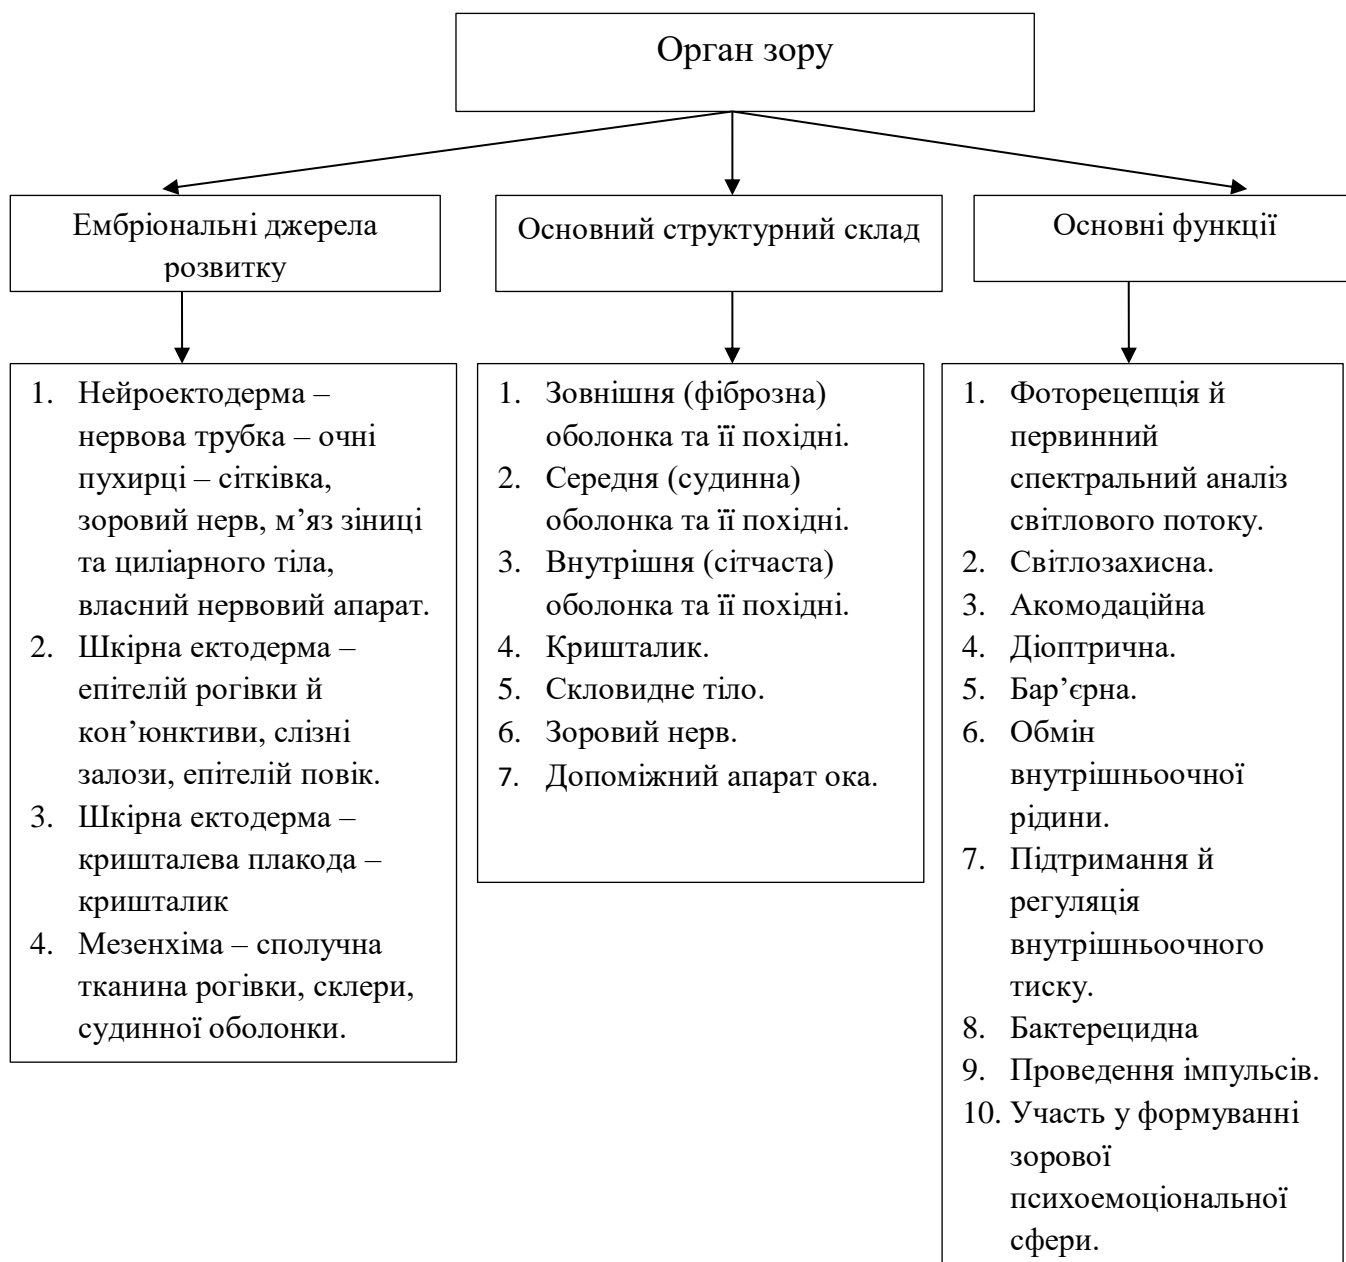 Орган зору
Ембріональні джерела
розвитку
Основний структурний склад
Основні функції
1. Нейроектодерма –
нервова трубка – очні
пухирці – сітківка,
зоровий нерв, м’яз зіниці
та циліарного тіла,
власний нервовий апарат.
2. Шкірна ектодерма –
епітелій рогівки й
кон’юнктиви, слізні
залози, епітелій повік.
3. Шкірна ектодерма –
кришталева плакода –
кришталик
4. Мезенхіма – сполучна
тканина рогівки, склери,
судинної оболонки.
1. Зовнішня (фіброзна)
оболонка та її похідні.
2. Середня (судинна)
оболонка та її похідні.
3. Внутрішня (сітчаста)
оболонка та її похідні.
4. Кришталик.
5. Скловидне тіло.
6. Зоровий нерв.
7. Допоміжний апарат ока.
1. Фоторецепція й
первинний
спектральний аналіз
світлового потоку.
2. Світлозахисна.
3. Акомодаційна
4. Діоптрична.
5. Бар’єрна.
6. Обмін
внутрішньоочної
рідини.
7. Підтримання й
регуляція
внутрішньоочного
тиску.
8. Бактерецидна
9. Проведення імпульсів.
10. Участь у формуванні
зорової
психоемоціональної
сфери.